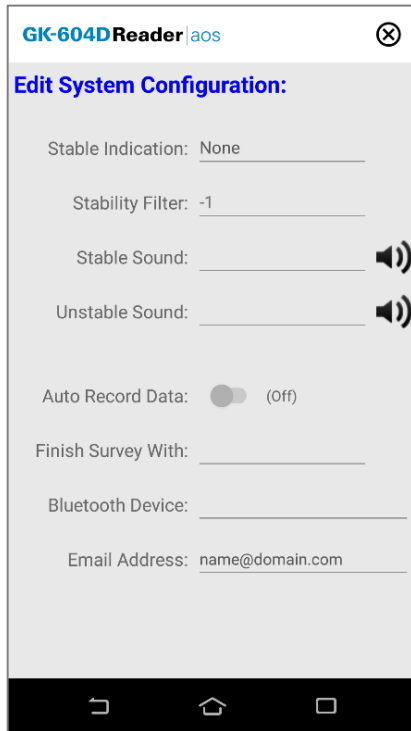 GK-604D Reader aos
Edit System Configuration:
Stable Indication: None
Stability Filter: -1
Stable Sound:
Unstable Sound:
Auto Record Data: (Off)
Finish Survey With:
Bluetooth Device:
Email Address: name@domain.com